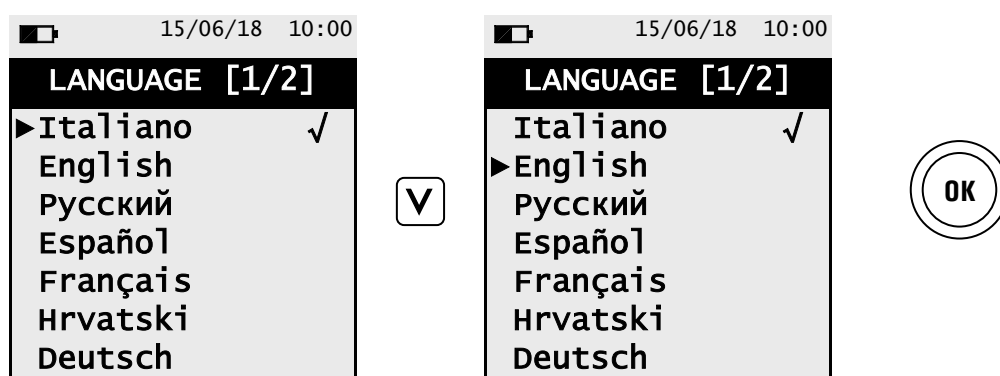 15/06/18 10:00
LANGUAGE [1/2]
▶Italiano √
English
Русский
Español
Français
Hrvatski
Deutsch
V
15/06/18 10:00
LANGUAGE [1/2]
Italiano √
▶English
Русский
Español
Français
Hrvatski
Deutsch
OK